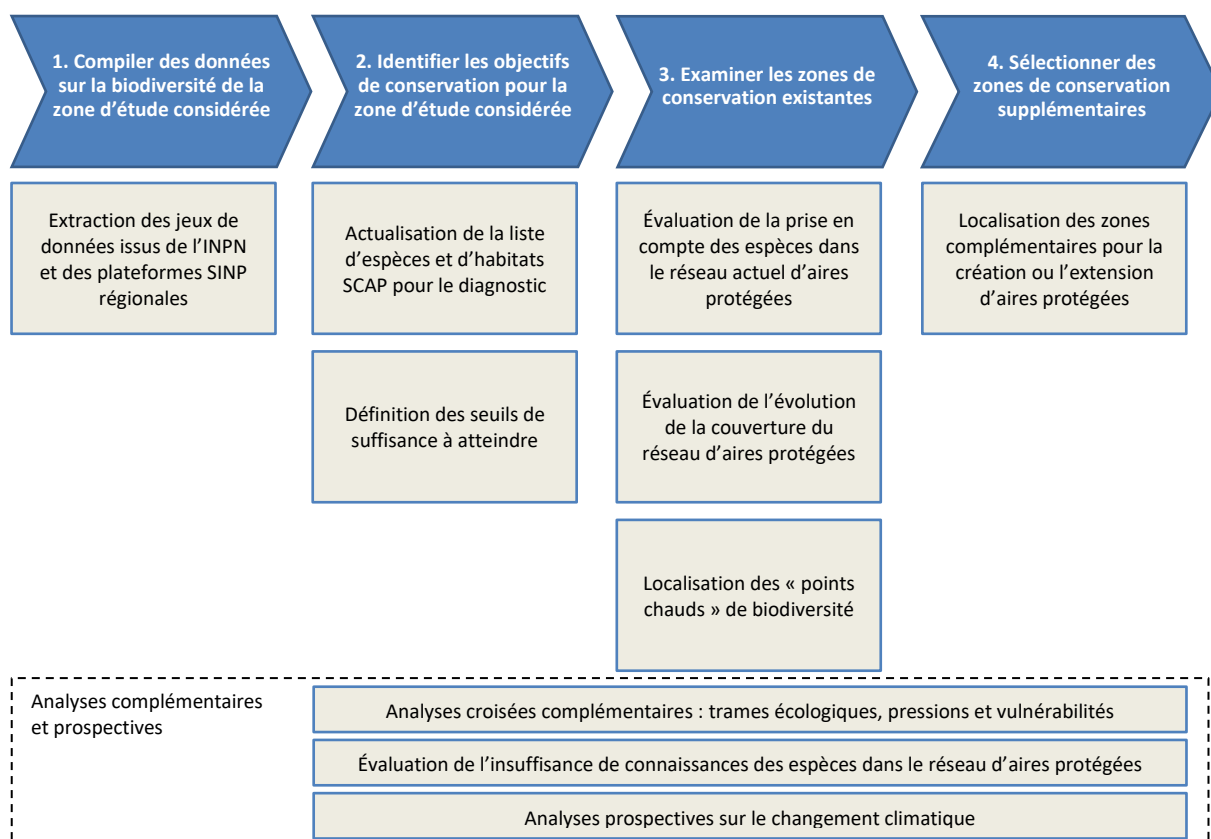 1. Compiler des données
sur la biodiversité de la
zone d'étude considérée
2. Identifier les objectifs
de conservation pour la
zone d'étude considérée
3. Examiner les zones de
conservation existantes
4. Sélectionner des
zones de conservation
supplémentaires
Extraction des jeux de
données issus de l'INPN
et des plateformes SINP
régionales
Actualisation de la liste
d'espèces et d'habitats
SCAP pour le diagnostic
Définition des seuils de
suffisance à atteindre
Évaluation de la prise en
compte des espèces dans
le réseau actuel d'aires
protégées
Évaluation de l'évolution
de la couverture du
réseau d'aires protégées
Localisation des « points
chauds » de biodiversité
Localisation des zones
complémentaires pour la
création ou l'extension
d'aires protégées
Analyses complémentaires
et prospectives
Analyses croisées complémentaires : trames écologiques, pressions et vulnérabilités
Évaluation de l'insuffisance de connaissances des espèces dans le réseau d'aires protégées
Analyses prospectives sur le changement climatique